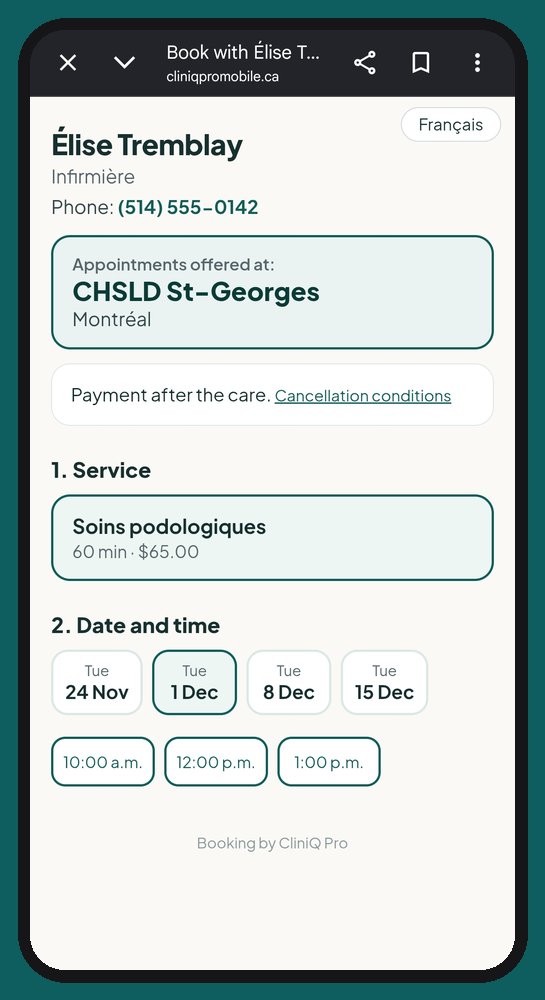 Book with Élise T...
cliniqpromobile.ca
Français
Élise Tremblay
Infirmière
Phone: (514) 555-0142
Appointments offered at:
CHSLD St-Georges
Montréal
Payment after the care. Cancellation conditions
1. Service
Soins podologiques
60 min · $65.00
2. Date and time
Tue Tue Tue Tue
24 Nov 1 Dec 8 Dec 15 Dec
10:00 a.m. 12:00 p.m. 1:00 p.m.
Booking by CliniQ Pro